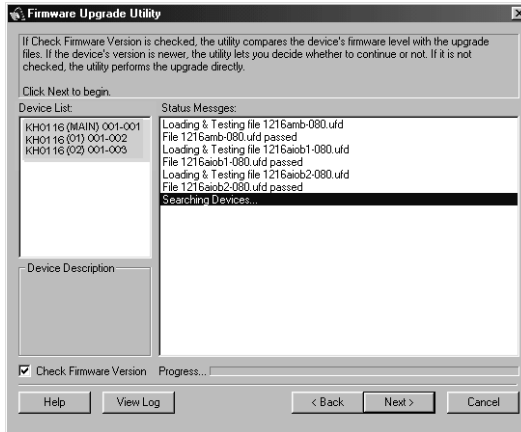 Firmware Upgrade Utility
If Check Firmware Version is checked, the utility compares the device's firmware level with the upgrade
files. If the device's version is newer, the utility lets you decide whether to continue or not. If it is not
checked, the utility performs the upgrade directly.
Click Next to begin.
Device List:
KH0116 (MAIN) 001-001
KH0116 (01) 001-002
KH0116 (02) 001-003
Status Messges:
Loading & Testing file 1216amb-080.ufd
File 1216amb-080.ufd passed
Loading & Testing file 1216aiob1-080.ufd
File 1216aiob1-080.ufd passed
Loading & Testing file 1216aiob2-080.ufd
File 1216aiob2-080.ufd passed
Searching Devices...
Device Description
Check Firmware Version Progress...
Help View Log < Back Next > Cancel